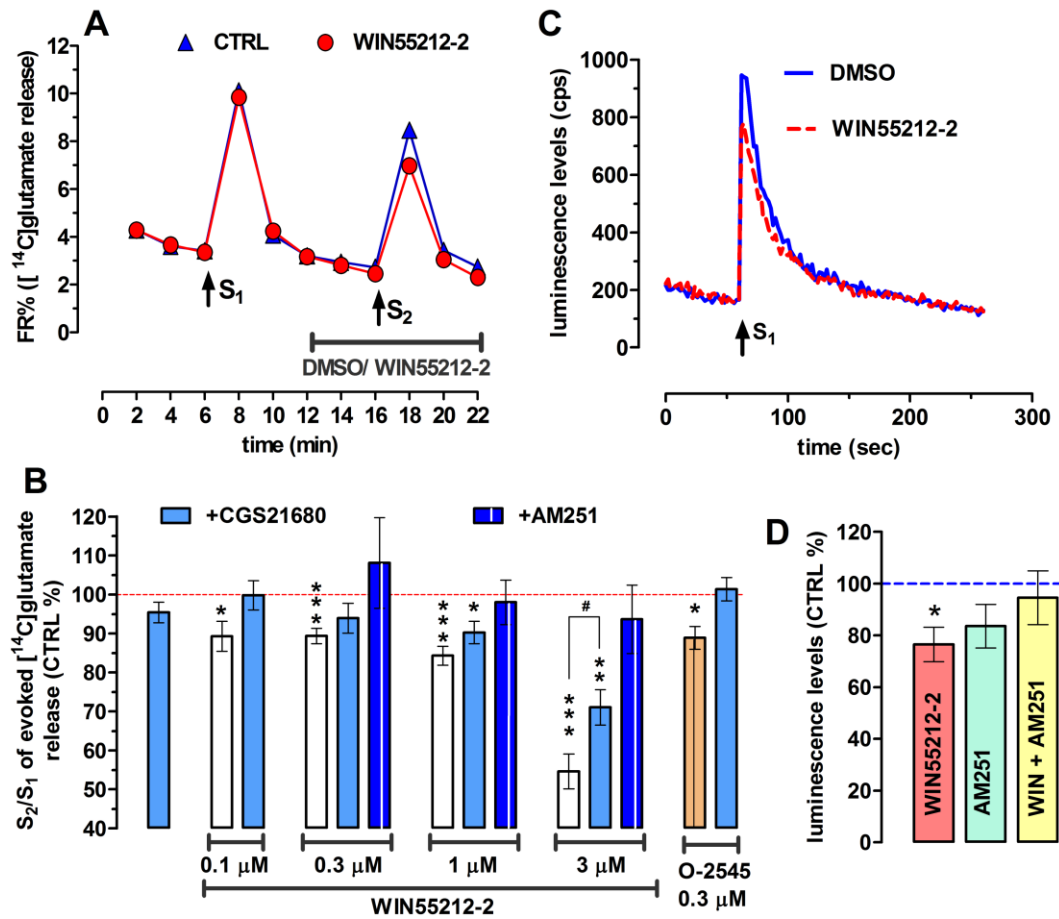 A
CTRL
WIN55212-2
FR% ([ ¹⁴C]glutamate release)
12
10
8
6
4
2
0
S₁
S₂
DMSO/ WIN55212-2
0 2 4 6 8 10 12 14 16 18 20 22
time (min)
C
luminescence levels (cps)
1000
800
600
400
200
0
DMSO
WIN55212-2
S₁
0 100 200 300
time (sec)
B
+CGS21680
+AM251
S₂/S₁ of evoked [¹⁴C]glutamate
release (CTRL %)
120
110
100
90
80
70
60
50
40
*
***
***
*
#
***
**
*
0.1 µM
0.3 µM
1 µM
3 µM
O-2545
0.3 µM
WIN55212-2
D
luminescence levels (CTRL %)
120
100
80
60
40
20
0
*
WIN55212-2
AM251
WIN + AM251